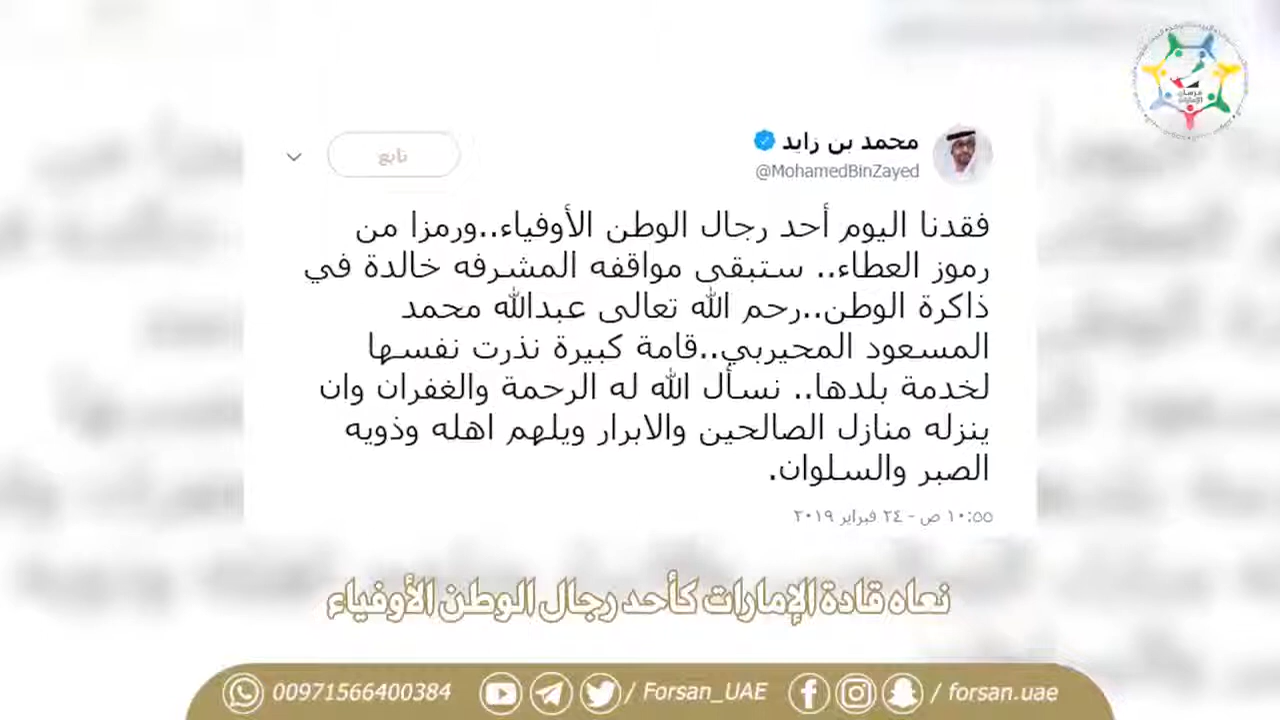 فرسان
الإمارات
محمد بن زايد
@MohamedBinZayed
تابع
فقدنا اليوم أحد رجال الوطن الأوفياء..ورمزا من
رموز العطاء.. ستبقى مواقفه المشرفه خالدة في
ذاكرة الوطن..رحم الله تعالى عبدالله محمد
المسعود المحيربي..قامة كبيرة نذرت نفسها
لخدمة بلدها.. نسأل الله له الرحمة والغفران وان
ينزله منازل الصالحين والابرار ويلهم اهله وذويه
الصبر والسلوان.
١٠:٥٥ ص - ٢٤ فبراير ٢٠١٩
نعاه قادة الإمارات كأحد رجال الوطن الأوفياء
00971566400384 / Forsan_UAE / forsan.uae